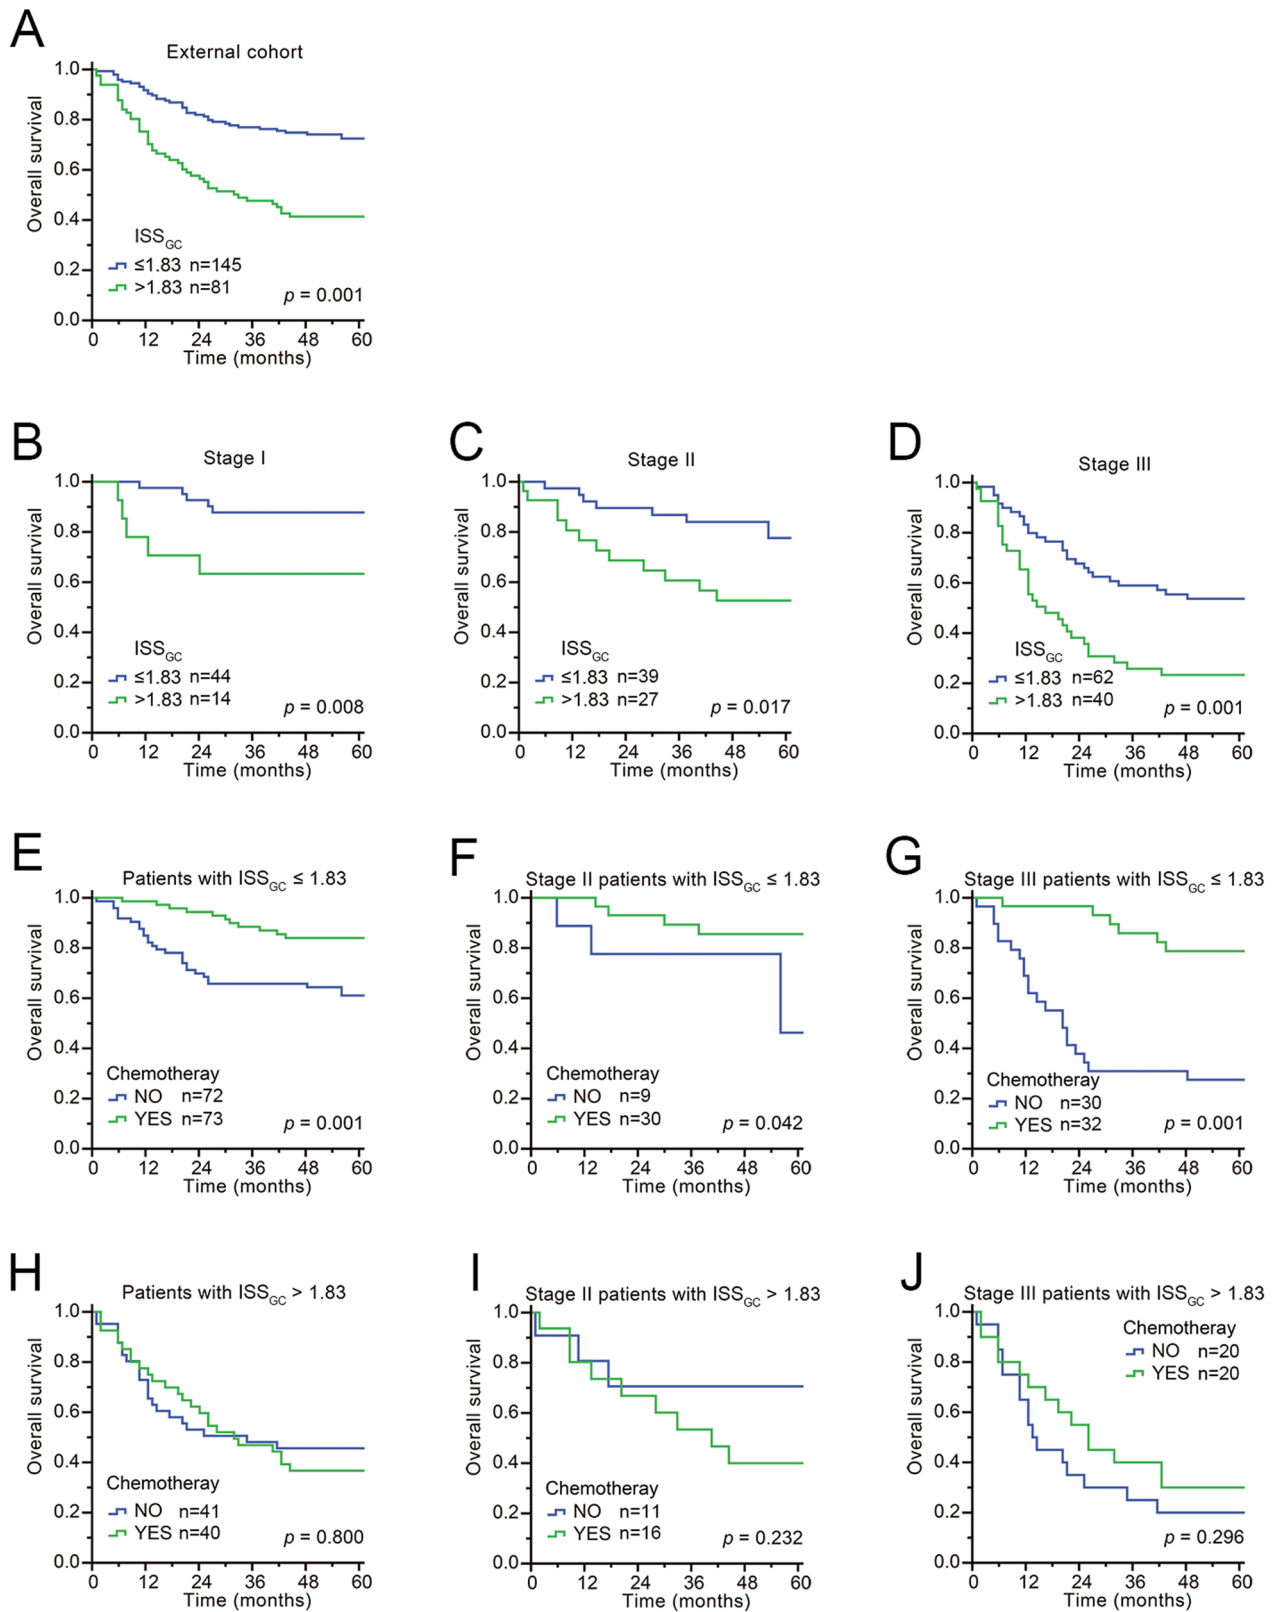 A
External cohort
Overall survival
1.0
0.8
0.6
0.4
0.2
0.0
ISSGC
≤1.83 n=145
>1.83 n=81
p = 0.001
0 12 24 36 48 60
Time (months)
B
Stage I
Overall survival
1.0
0.8
0.6
0.4
0.2
0.0
ISSGC
≤1.83 n=44
>1.83 n=14
p = 0.008
0 12 24 36 48 60
Time (months)
C
Stage II
Overall survival
1.0
0.8
0.6
0.4
0.2
0.0
ISSGC
≤1.83 n=39
>1.83 n=27
p = 0.017
0 12 24 36 48 60
Time (months)
D
Stage III
Overall survival
1.0
0.8
0.6
0.4
0.2
0.0
ISSGC
≤1.83 n=62
>1.83 n=40
p = 0.001
0 12 24 36 48 60
Time (months)
E
Patients with ISSGC ≤ 1.83
Overall survival
1.0
0.8
0.6
0.4
0.2
0.0
Chemotheray
NO n=72
YES n=73
p = 0.001
0 12 24 36 48 60
Time (months)
F
Stage II patients with ISSGC ≤ 1.83
Overall survival
1.0
0.8
0.6
0.4
0.2
0.0
Chemotheray
NO n=9
YES n=30
p = 0.042
0 12 24 36 48 60
Time (months)
G
Stage III patients with ISSGC ≤ 1.83
Overall survival
1.0
0.8
0.6
0.4
0.2
0.0
Chemotheray
NO n=30
YES n=32
p = 0.001
0 12 24 36 48 60
Time (months)
H
Patients with ISSGC > 1.83
Overall survival
1.0
0.8
0.6
0.4
0.2
0.0
Chemotheray
NO n=41
YES n=40
p = 0.800
0 12 24 36 48 60
Time (months)
I
Stage II patients with ISSGC > 1.83
Overall survival
1.0
0.8
0.6
0.4
0.2
0.0
Chemotheray
NO n=11
YES n=16
p = 0.232
0 12 24 36 48 60
Time (months)
J
Stage III patients with ISSGC > 1.83
Overall survival
1.0
0.8
0.6
0.4
0.2
0.0
Chemotheray
NO n=20
YES n=20
p = 0.296
0 12 24 36 48 60
Time (months)